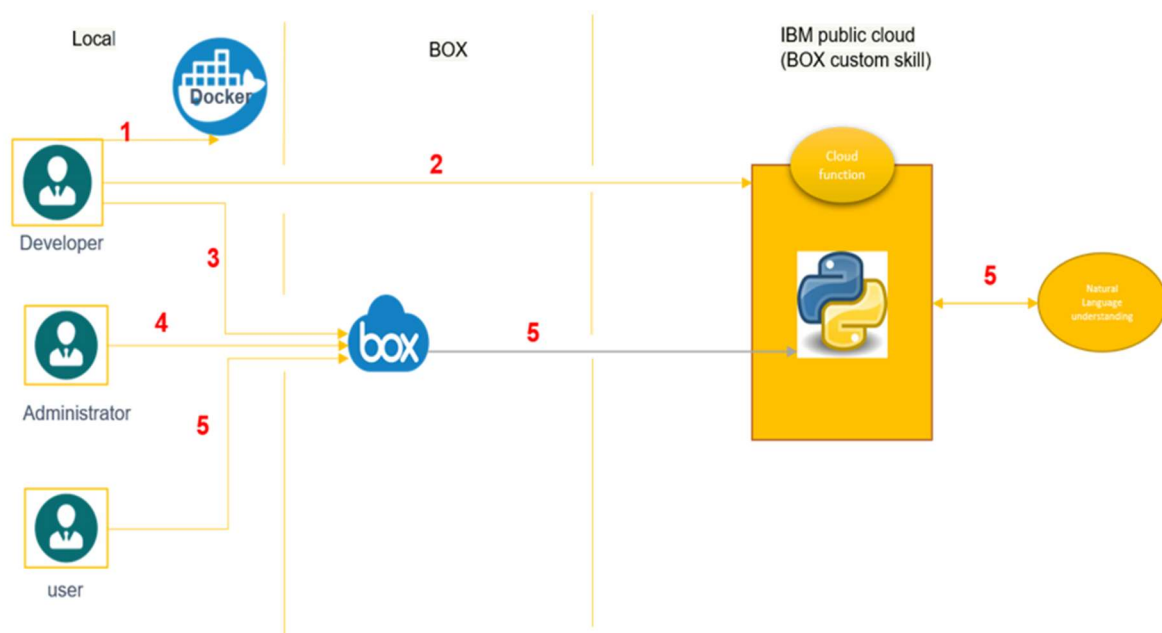 Local
BOX
IBM public cloud
(BOX custom skill)
Docker
1
2
Cloud
function
Developer
3
4
box
5
5
Natural
Language
understanding
Administrator
5
user